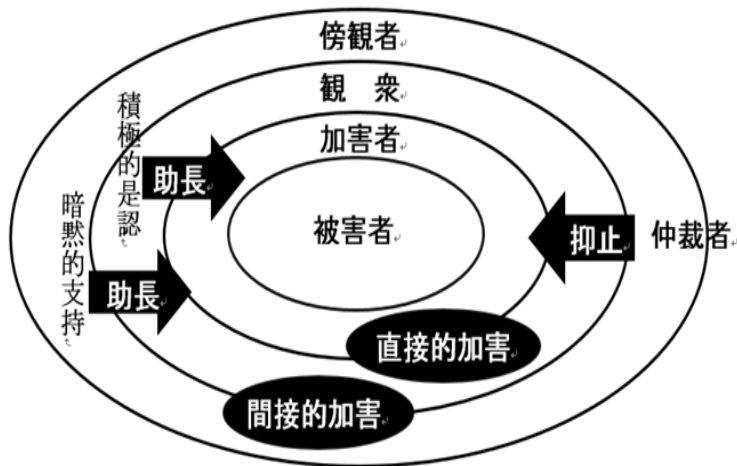 傍観者
観　衆
加害者
被害者
積極的是認
助長
暗黙的支持
助長
抑止
仲裁者
直接的加害
間接的加害